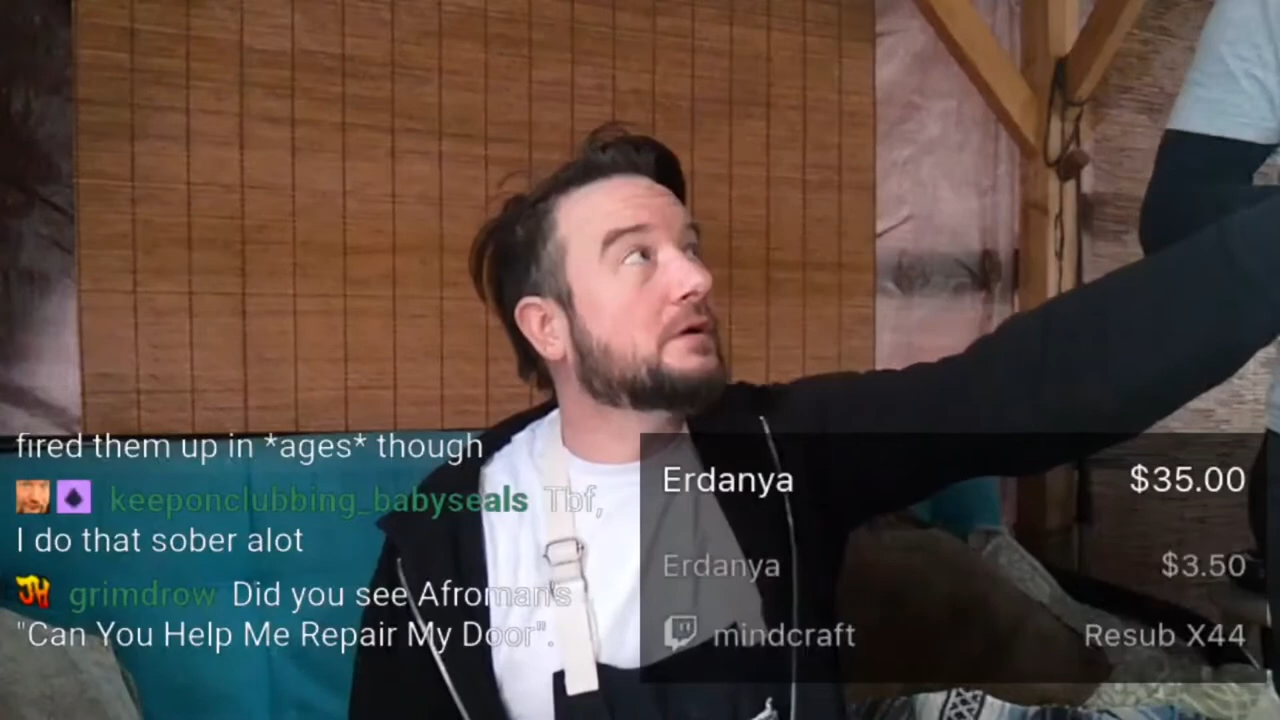 fired them up in *ages* though
keeponclubbing_babyseals Tbf,
I do that sober alot
JH grimdrow Did you see Afroman's
"Can You Help Me Repair My Door".
Erdanya $35.00
Erdanya $3.50
mindcraft Resub X44